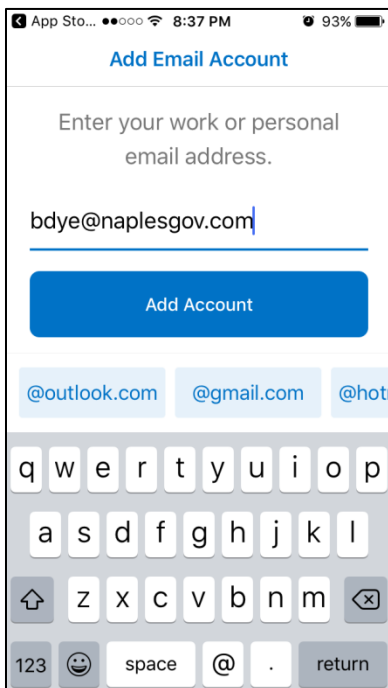 App Sto... 8:37 PM 93%
Add Email Account
Enter your work or personal
email address.
bdye@naplesgov.com
Add Account
@outlook.com @gmail.com @hot
q w e r t y u i o p
a s d f g h j k l
z x c v b n m
123 space @ . return